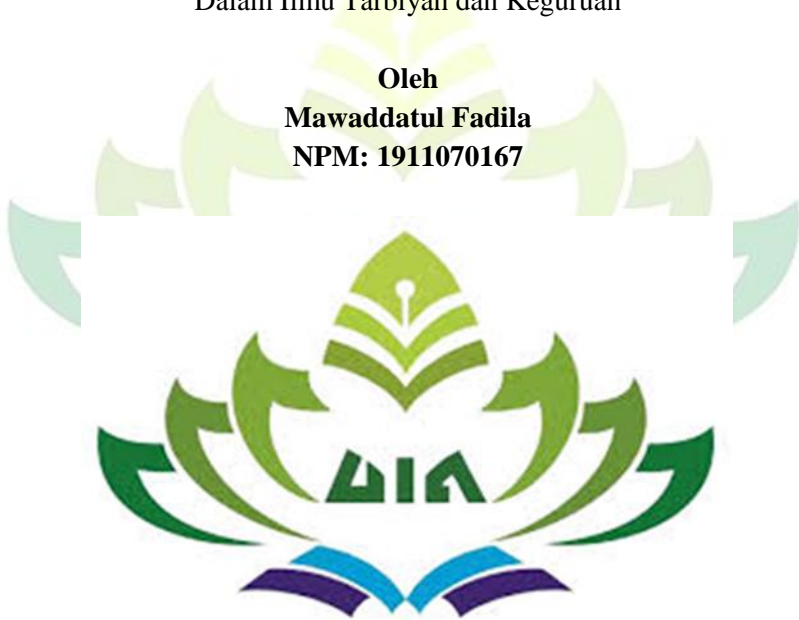 Dalam Ilmu Tarbiyah dan Keguruan
Oleh
Mawaddatul Fadila
NPM: 1911070167
UIN